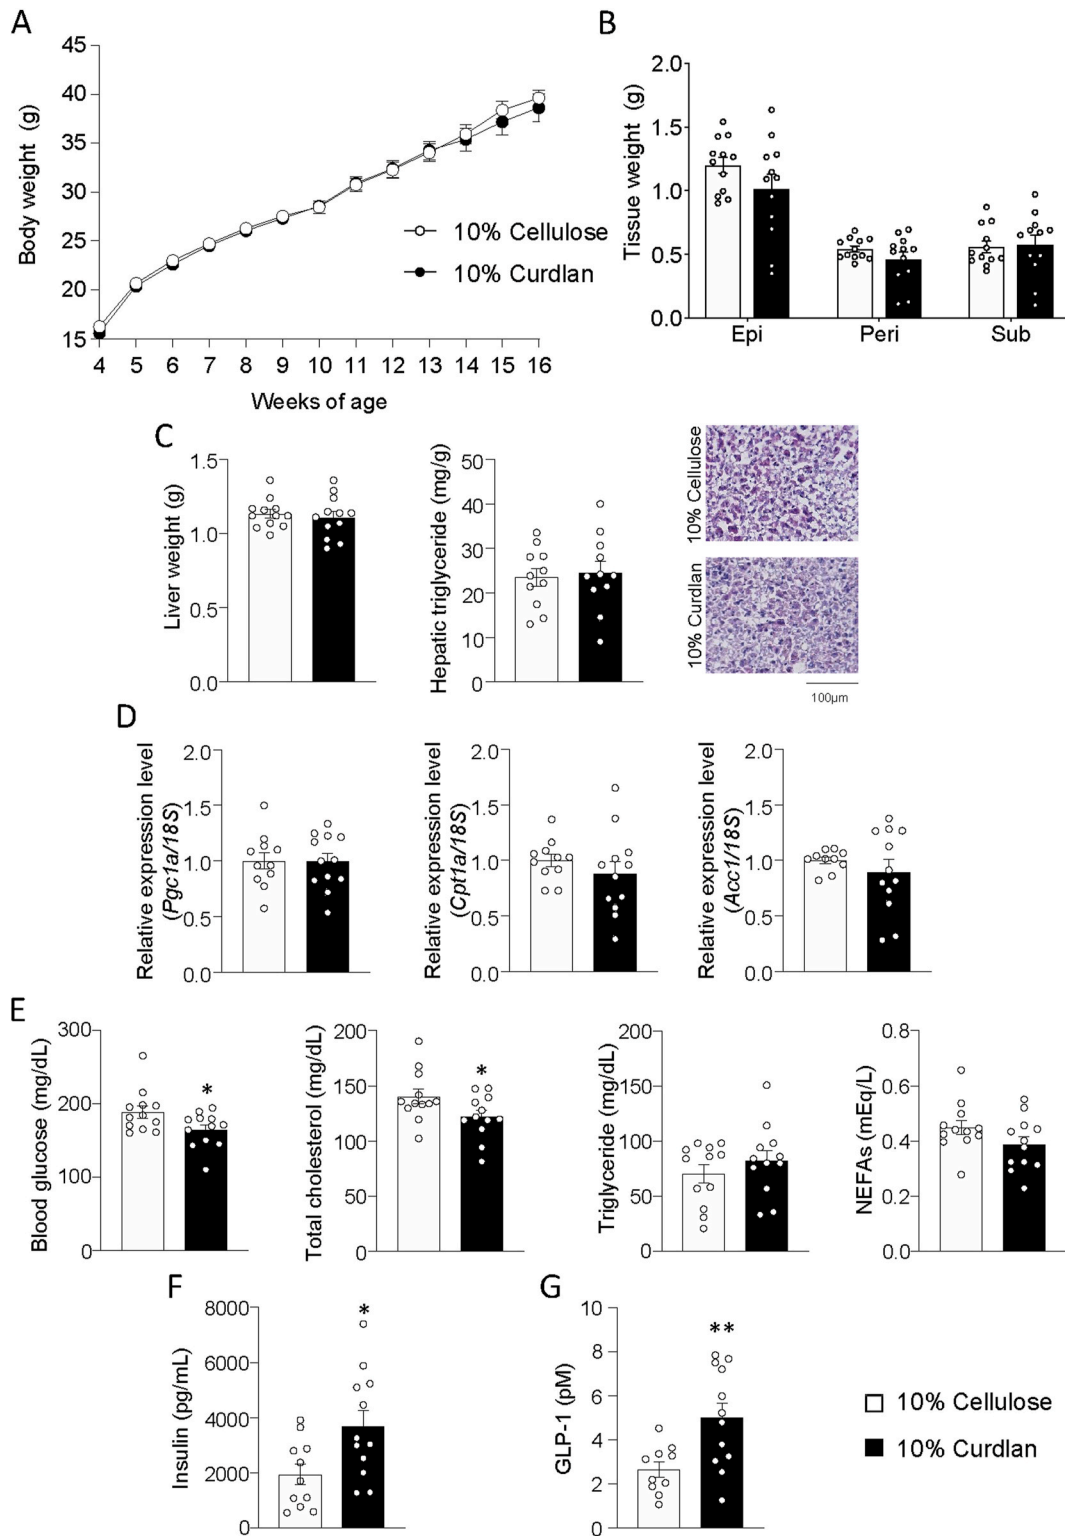 A
Body weight (g)
45
40
35
30
25
20
15
4 5 6 7 8 9 10 11 12 13 14 15 16
Weeks of age
10% Cellulose
10% Curdlan
B
Tissue weight (g)
2.0
1.5
1.0
0.5
0.0
Epi Peri Sub
C
Liver weight (g)
1.5
1.0
0.5
0.0
Hepatic triglyceride (mg/g)
50
40
30
20
10
0
10% Cellulose
10% Curdlan
100μm
D
Relative expression level
(Pgc1a/18S)
2.0
1.5
1.0
0.5
0.0
Relative expression level
(Cpt1a/18S)
2.0
1.5
1.0
0.5
0.0
Relative expression level
(Acc1/18S)
2.0
1.5
1.0
0.5
0.0
E
Blood glucose (mg/dL)
300
200
100
0
*
Total cholesterol (mg/dL)
200
150
100
50
0
*
Triglyceride (mg/dL)
200
150
100
50
0
NEFAs (mEq/L)
0.8
0.6
0.4
0.2
0.0
F
Insulin (pg/mL)
8000
6000
4000
2000
0
*
G
GLP-1 (pM)
10
8
6
4
2
0
**
10% Cellulose
10% Curdlan